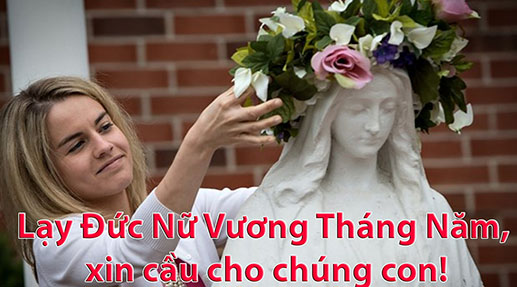 Lạy Đức Nữ Vương Tháng Năm,
xin cầu cho chúng con!